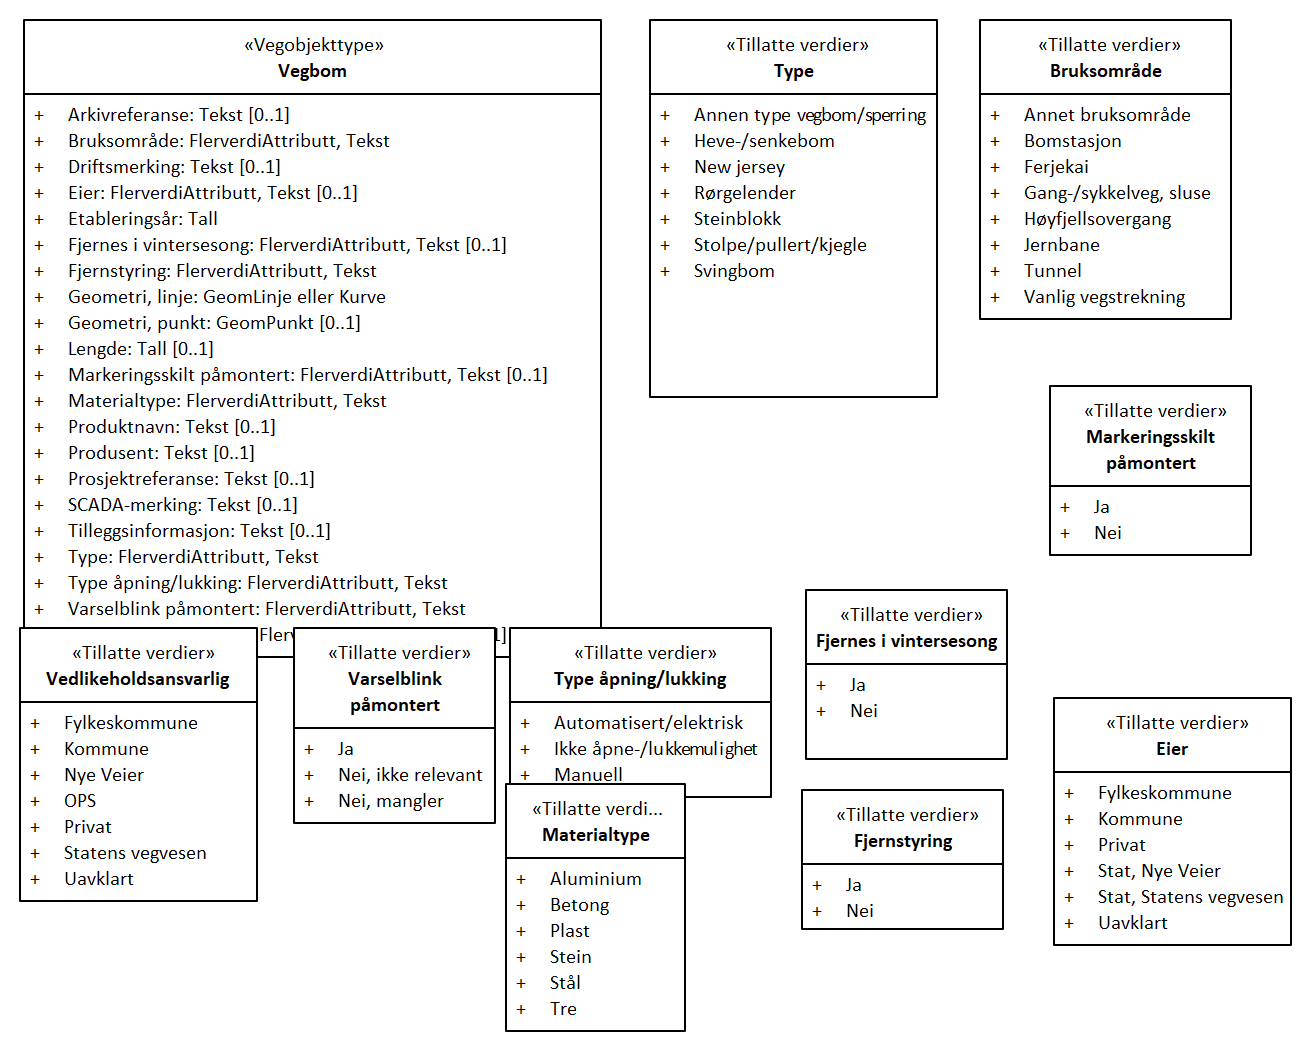 «Vegobjekttype»
Vegbom
+ Arkivreferanse: Tekst [0..1]
+ Bruksområde: FlerverdiAttributt, Tekst
+ Driftsmerking: Tekst [0..1]
+ Eier: FlerverdiAttributt, Tekst [0..1]
+ Etableringsår: Tall
+ Fjernes i vintersesong: FlerverdiAttributt, Tekst [0..1]
+ Fjernstyring: FlerverdiAttributt, Tekst
+ Geometri, linje: GeomLinje eller Kurve
+ Geometri, punkt: GeomPunkt [0..1]
+ Lengde: Tall [0..1]
+ Markeringsskilt påmontert: FlerverdiAttributt, Tekst [0..1]
+ Materialtype: FlerverdiAttributt, Tekst
+ Produktnavn: Tekst [0..1]
+ Produsent: Tekst [0..1]
+ Prosjektreferanse: Tekst [0..1]
+ SCADA-merking: Tekst [0..1]
+ Tilleggsinformasjon: Tekst [0..1]
+ Type: FlerverdiAttributt, Tekst
+ Type åpning/lukking: FlerverdiAttributt, Tekst
+ Varselblink påmontert: FlerverdiAttributt, Tekst
«Tillatte verdier»
Type
+ Annen type vegbom/sperring
+ Heve-/senkebom
+ New jersey
+ Rørgelender
+ Steinblokk
+ Stolpe/pullert/kjegle
+ Svingbom
«Tillatte verdier»
Bruksområde
+ Annet bruksområde
+ Bomstasjon
+ Ferjekai
+ Gang-/sykkelveg, sluse
+ Høyfjellsovergang
+ Jernbane
+ Tunnel
+ Vanlig vegstrekning
«Tillatte verdier»
Markeringsskilt
påmontert
+ Ja
+ Nei
«Tillatte verdier»
Fjernes i vintersesong
+ Ja
+ Nei
«Tillatte verdier»
Vedlikeholdsansvarlig
+ Fylkeskommune
+ Kommune
+ Nye Veier
+ OPS
+ Privat
+ Statens vegvesen
+ Uavklart
«Tillatte verdier»
Varselblink
påmontert
+ Ja
+ Nei, ikke relevant
+ Nei, mangler
«Tillatte verdier»
Type åpning/lukking
+ Automatisert/elektrisk
+ Ikke åpne-/lukkemulighet
+ Manuell
«Tillatte verdi...
Materialtype
+ Aluminium
+ Betong
+ Plast
+ Stein
+ Stål
+ Tre
«Tillatte verdier»
Fjernstyring
+ Ja
+ Nei
«Tillatte verdier»
Eier
+ Fylkeskommune
+ Kommune
+ Privat
+ Stat, Nye Veier
+ Stat, Statens vegvesen
+ Uavklart